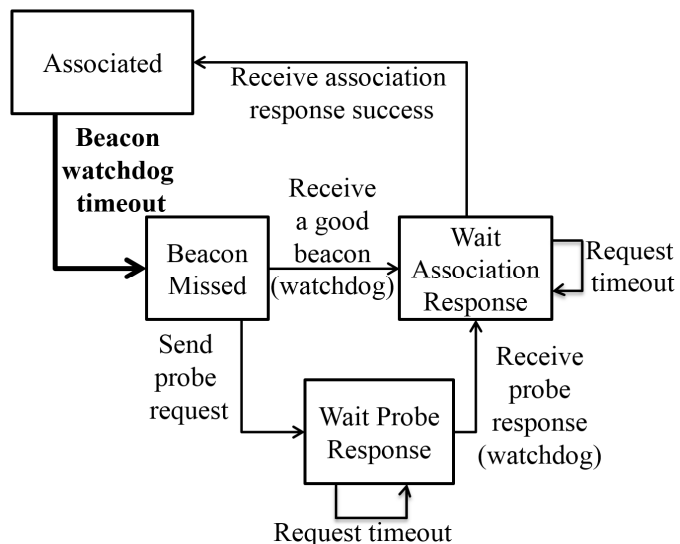 Associated
Receive association
response success
Beacon
watchdog
timeout
Receive
a good
beacon
(watchdog)
Beacon
Missed
Wait
Association
Response
Request
timeout
Send
probe
request
Receive
probe
response
(watchdog)
Wait Probe
Response
Request timeout